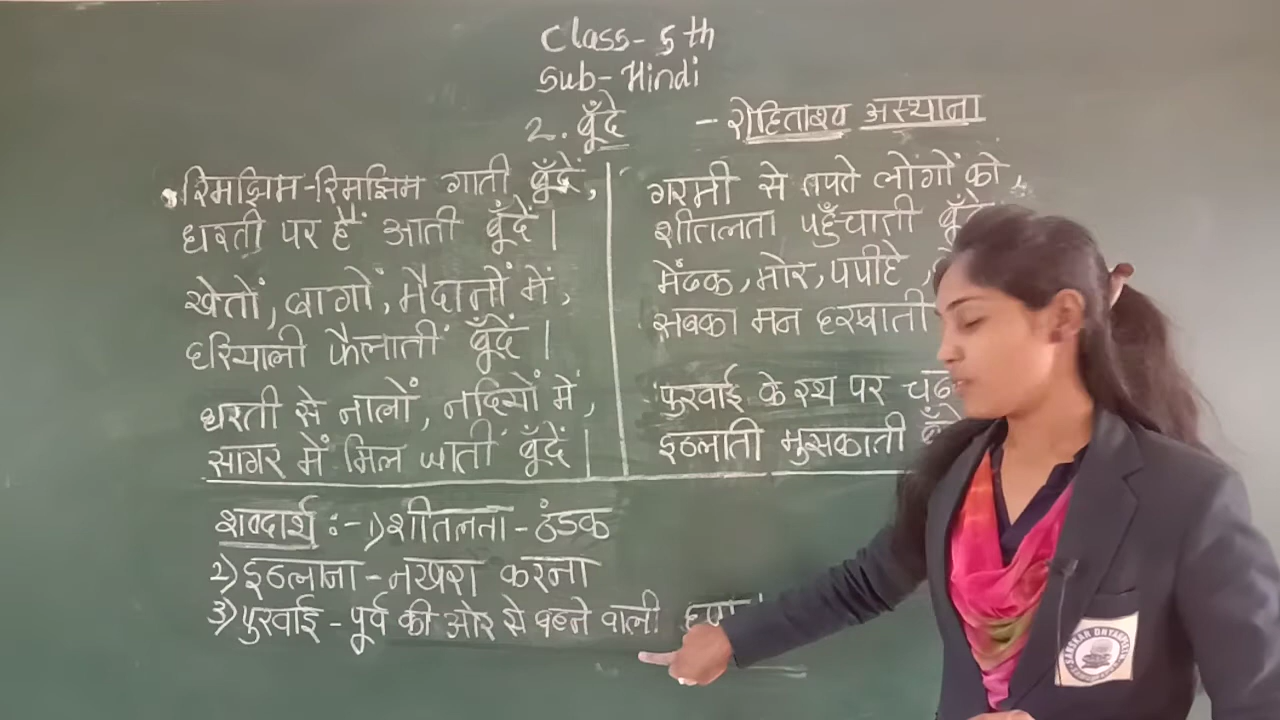 Class- 5th
Sub- Hindi
2. बूँदे - रोहिताश्व अस्थाना
रिमझिम-रिमझिम गाती बूँदें,
धरती पर हैं आती बूँदें।
खेतों, बागों, मैदानों में,
हरियाली फैलाती बूँदें।
धरती से नालों, नदियों में,
सागर में मिल जाती बूँदें।
गरमी से तपते लोंगों को,
शीतलता पहुँचाती
मेंढक, मोर, पपीहे,
सबका मन हरषाती
पुरवाई के रथ पर
इठलाती मुसकाती
शब्दार्थ :- 1) शीतलता - ठंडक
2) इठलाना - नखरा करना
3) पुरवाई - पूर्व की ओर से बहने वाली